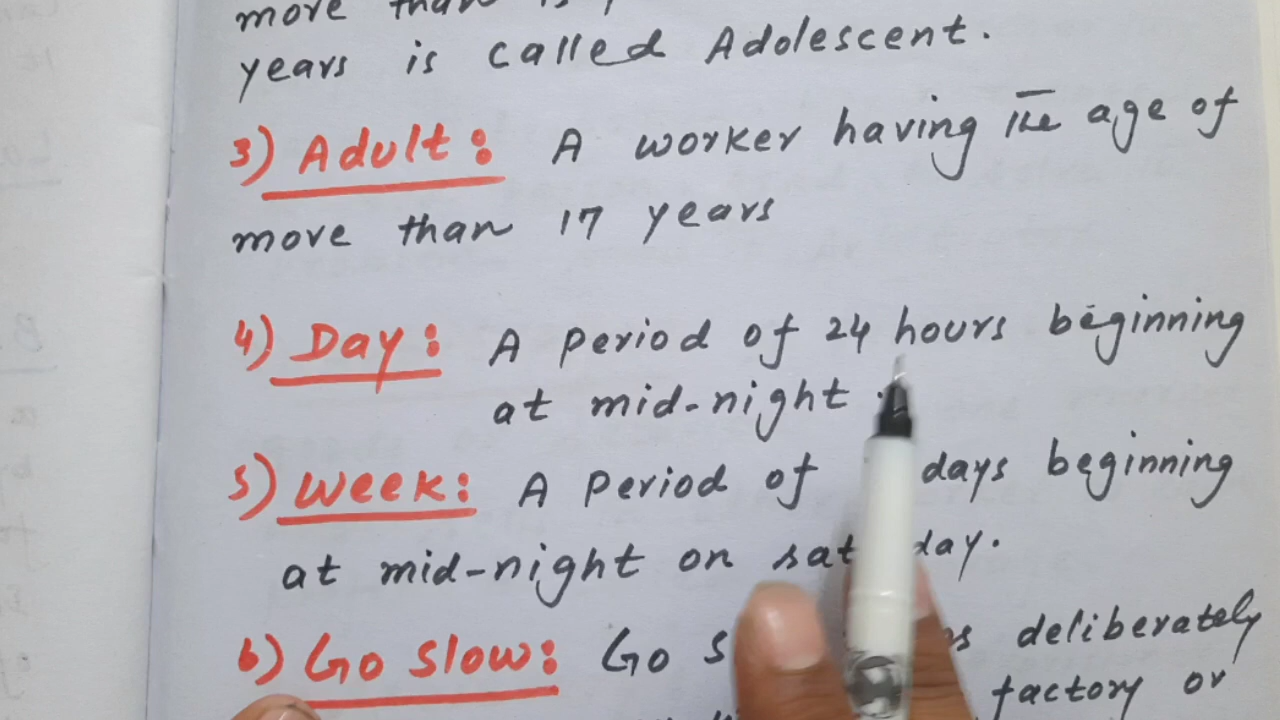 more than
years is called Adolescent.
3) Adult: A worker having the age of
more than 17 years
4) Day: A period of 24 hours beginning
at mid-night.
5) Week: A period of days beginning
at mid-night on sat day.
6) Go Slow: Go s s deliberately
factory or